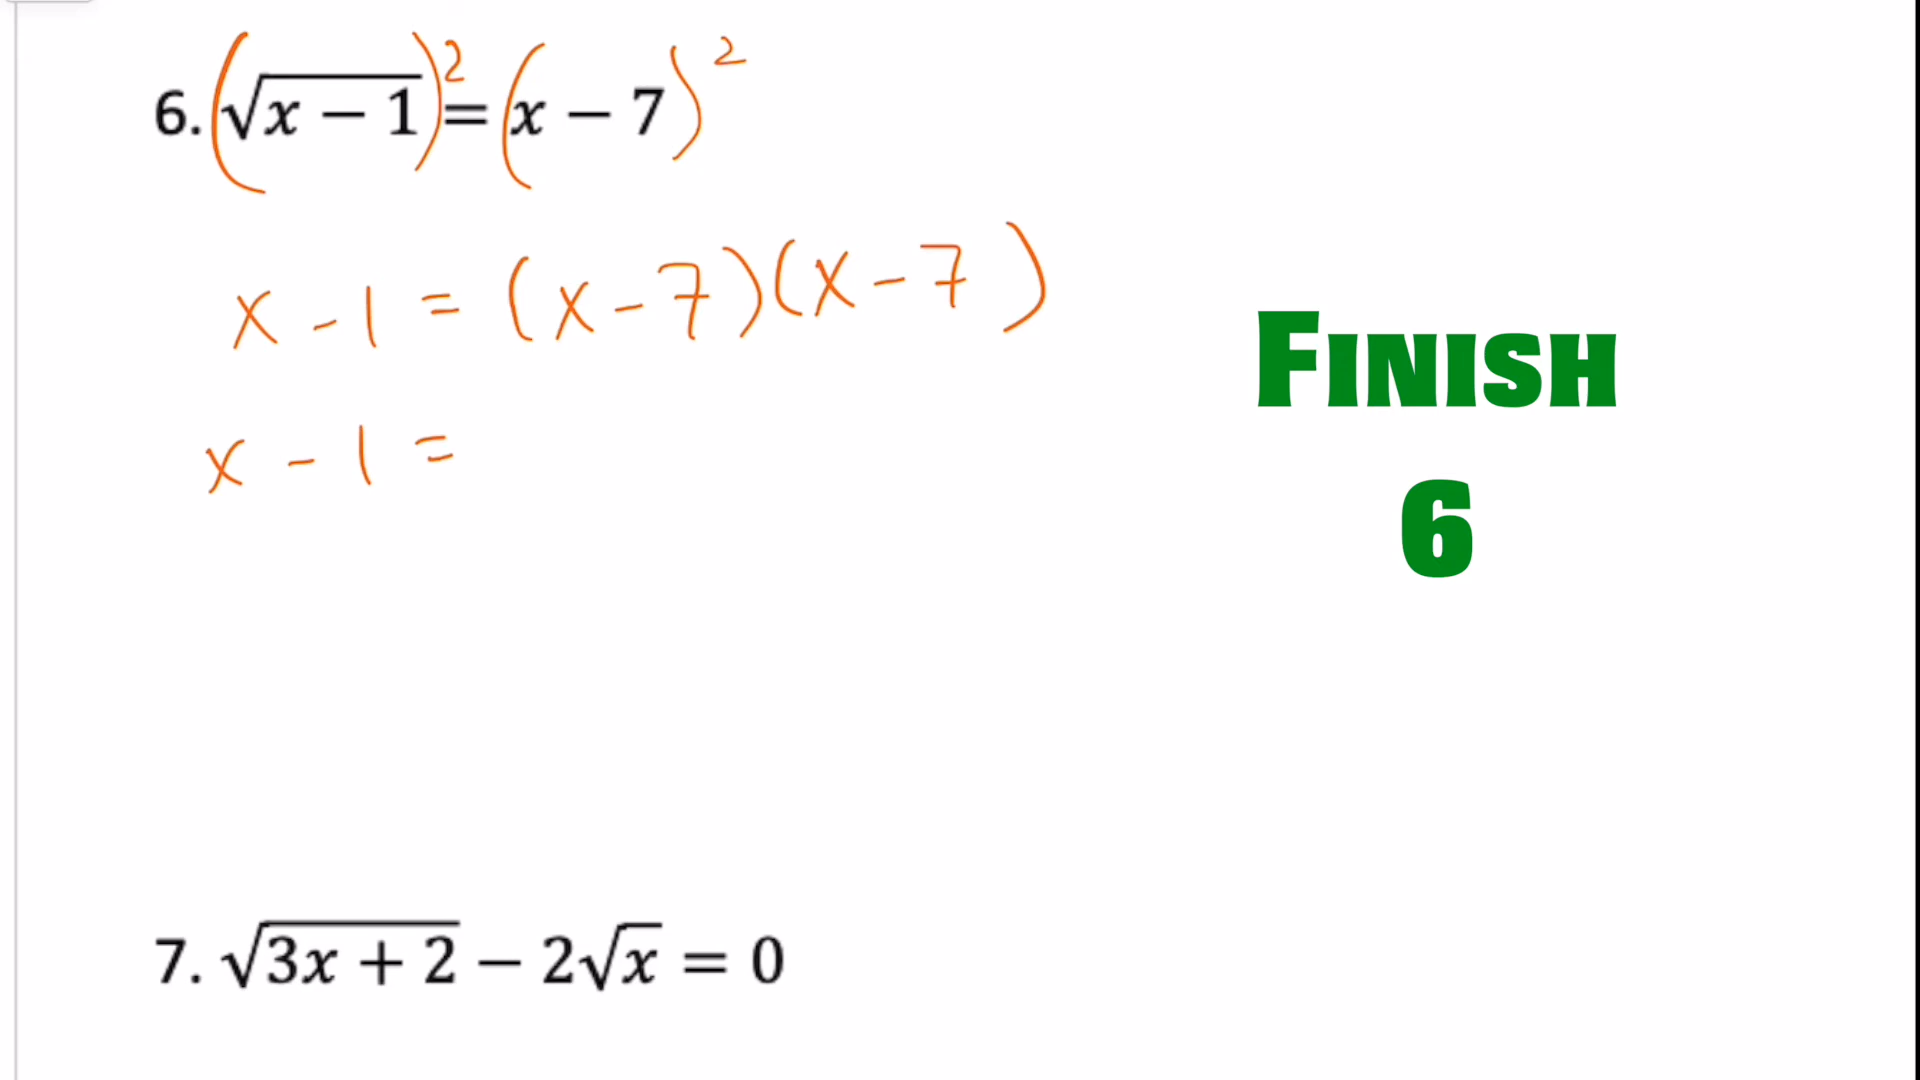 6. (√x − 1)² = (x − 7)²
x - 1 = (x - 7)(x - 7)
x - 1 =
FINISH
6
7. √3x + 2 − 2√x = 0